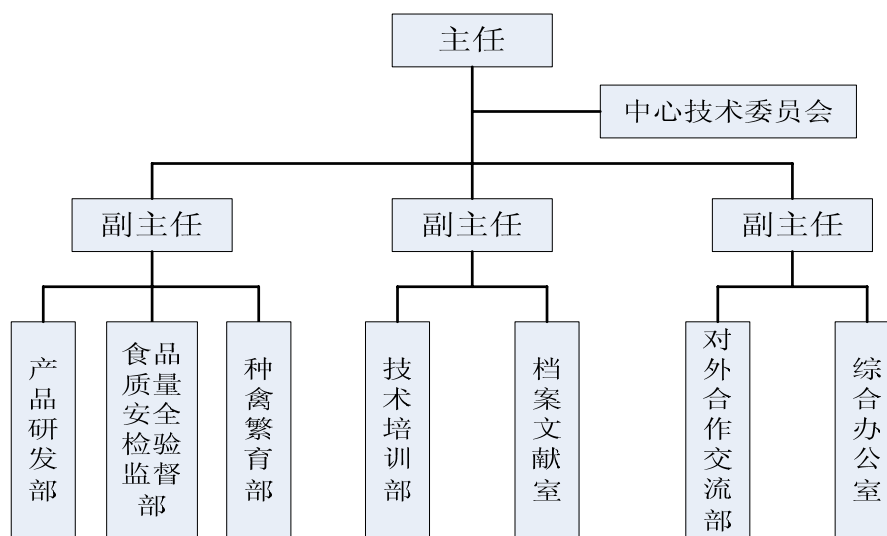 主任
中心技术委员会
副主任
副主任
副主任
产品研发部
食品质量安全检验监督部
种禽繁育部
技术培训部
档案文献室
对外合作交流部
综合办公室